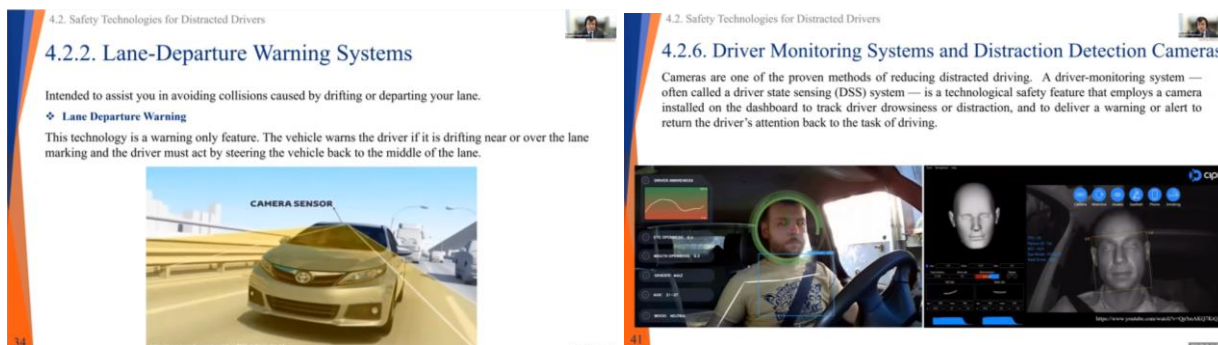 4.2. Safety Technologies for Distracted Drivers
4.2.2. Lane-Departure Warning Systems
Intended to assist you in avoiding collisions caused by drifting or departing your lane.
❖ Lane Departure Warning
This technology is a warning only feature. The vehicle warns the driver if it is drifting near or over the lane
marking and the driver must act by steering the vehicle back to the middle of the lane.
CAMERA SENSOR
34
4.2. Safety Technologies for Distracted Drivers
4.2.6. Driver Monitoring Systems and Distraction Detection Cameras
Cameras are one of the proven methods of reducing distracted driving. A driver-monitoring system —
often called a driver state sensing (DSS) system — is a technological safety feature that employs a camera
installed on the dashboard to track driver drowsiness or distraction, and to deliver a warning or alert to
return the driver's attention back to the task of driving.
DRIVER AWARENESS
EYE OPENNESS
MOUTH OPENNESS
GENDER MALE
AGE
MOOD NEUTRAL
cip
41